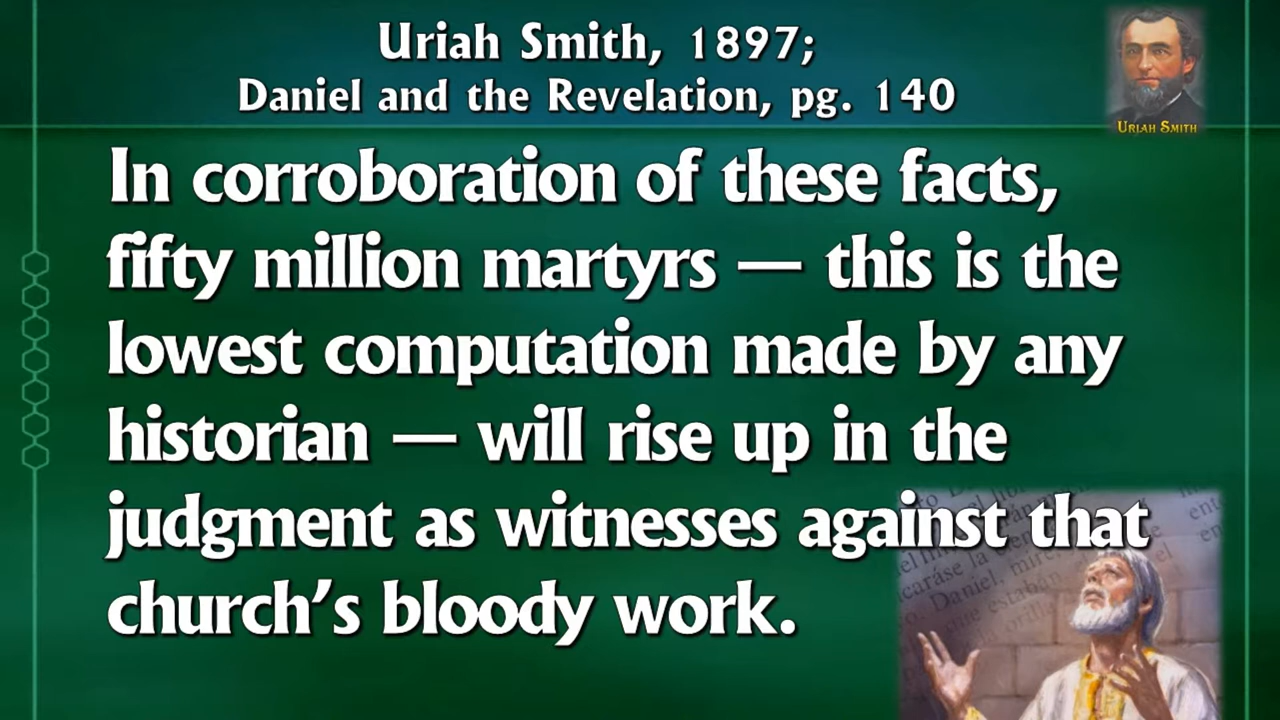 Uriah Smith, 1897;
Daniel and the Revelation, pg. 140
URIAH SMITH
In corroboration of these facts,
fifty million martyrs — this is the
lowest computation made by any
historian — will rise up in the
judgment as witnesses against that
church’s bloody work.
Daniel,